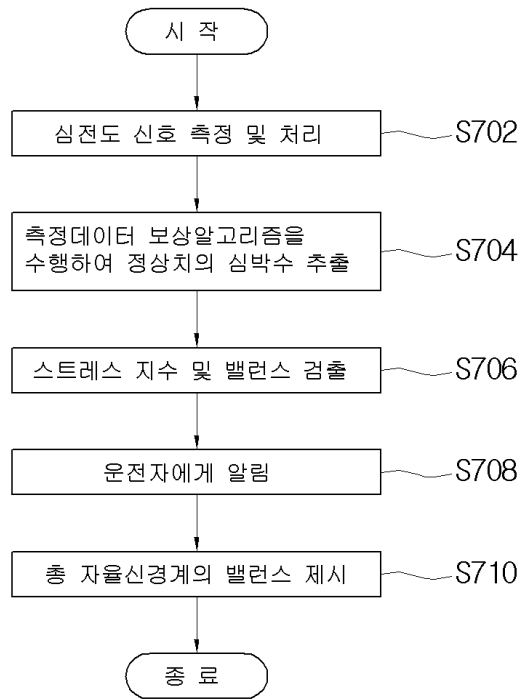 시 작
심전도 신호 측정 및 처리
S702
측정데이터 보상알고리즘을
수행하여 정상치의 심박수 추출
S704
스트레스 지수 및 밸런스 검출
S706
운전자에게 알림
S708
총 자율신경계의 밸런스 제시
S710
종 료